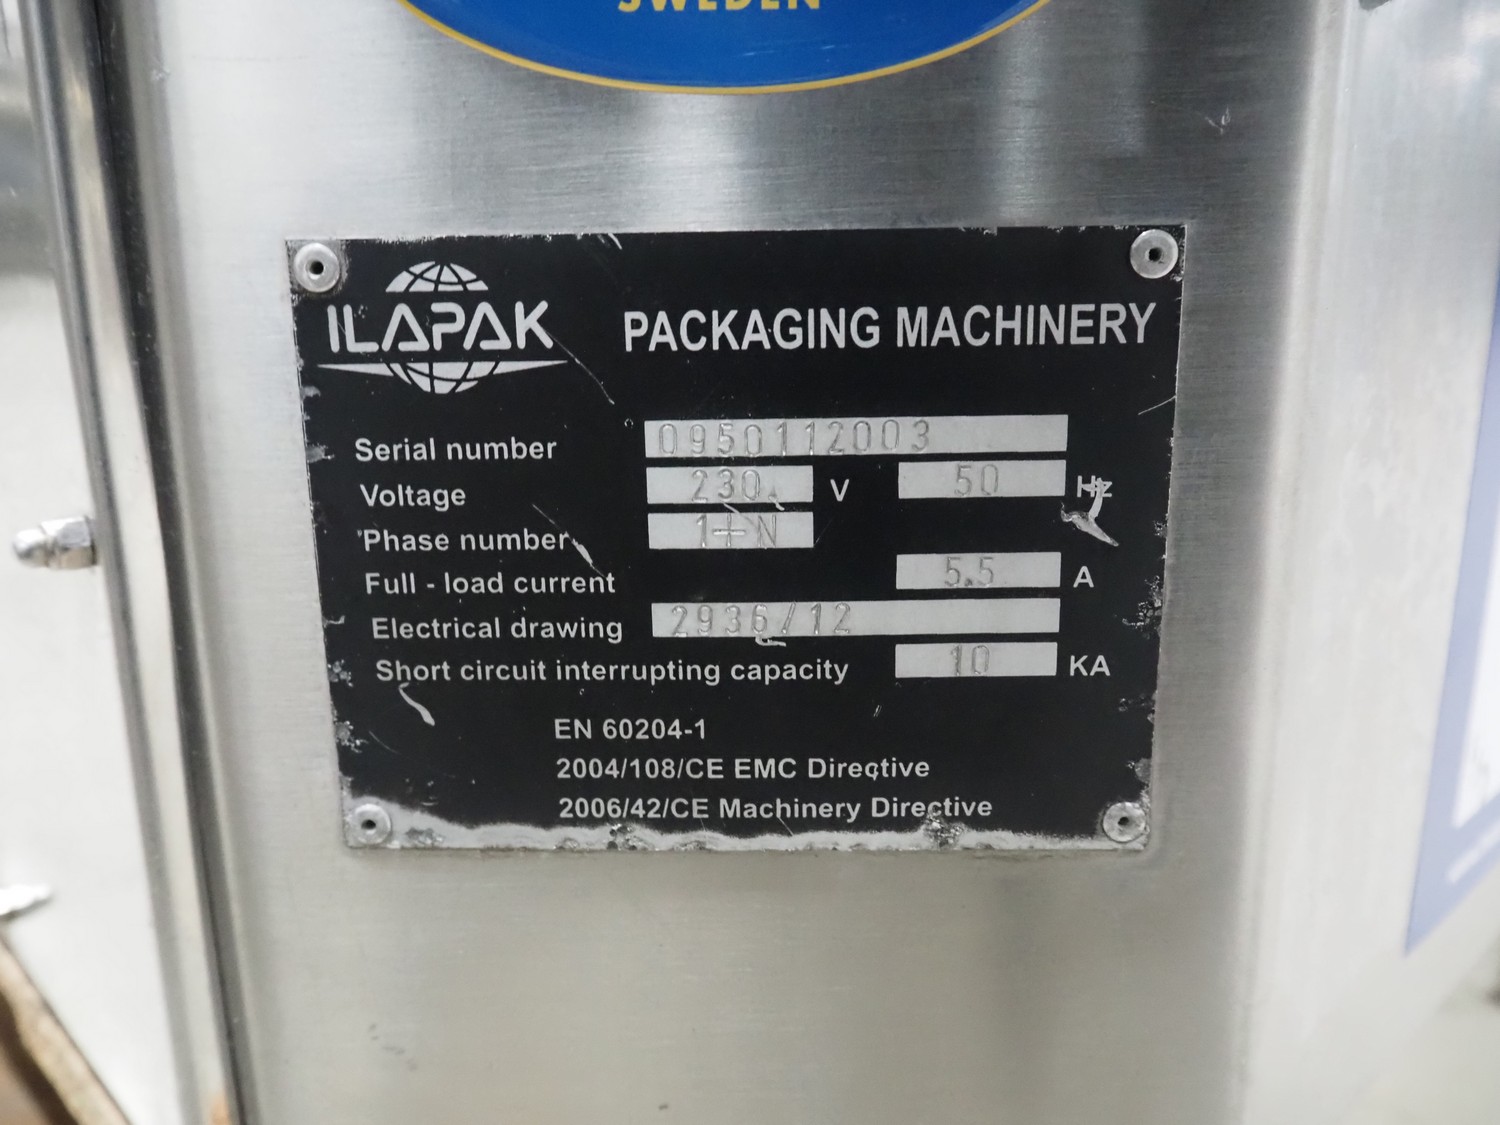 SWEDEN
ILAPAK PACKAGING MACHINERY
Serial number 0950112003
Voltage 230 V 50 Hz
Phase number 1+N
Full - load current 5.5 A
Electrical drawing 2936/12
Short circuit interrupting capacity 10 KA
EN 60204-1
2004/108/CE EMC Directive
2006/42/CE Machinery Directive